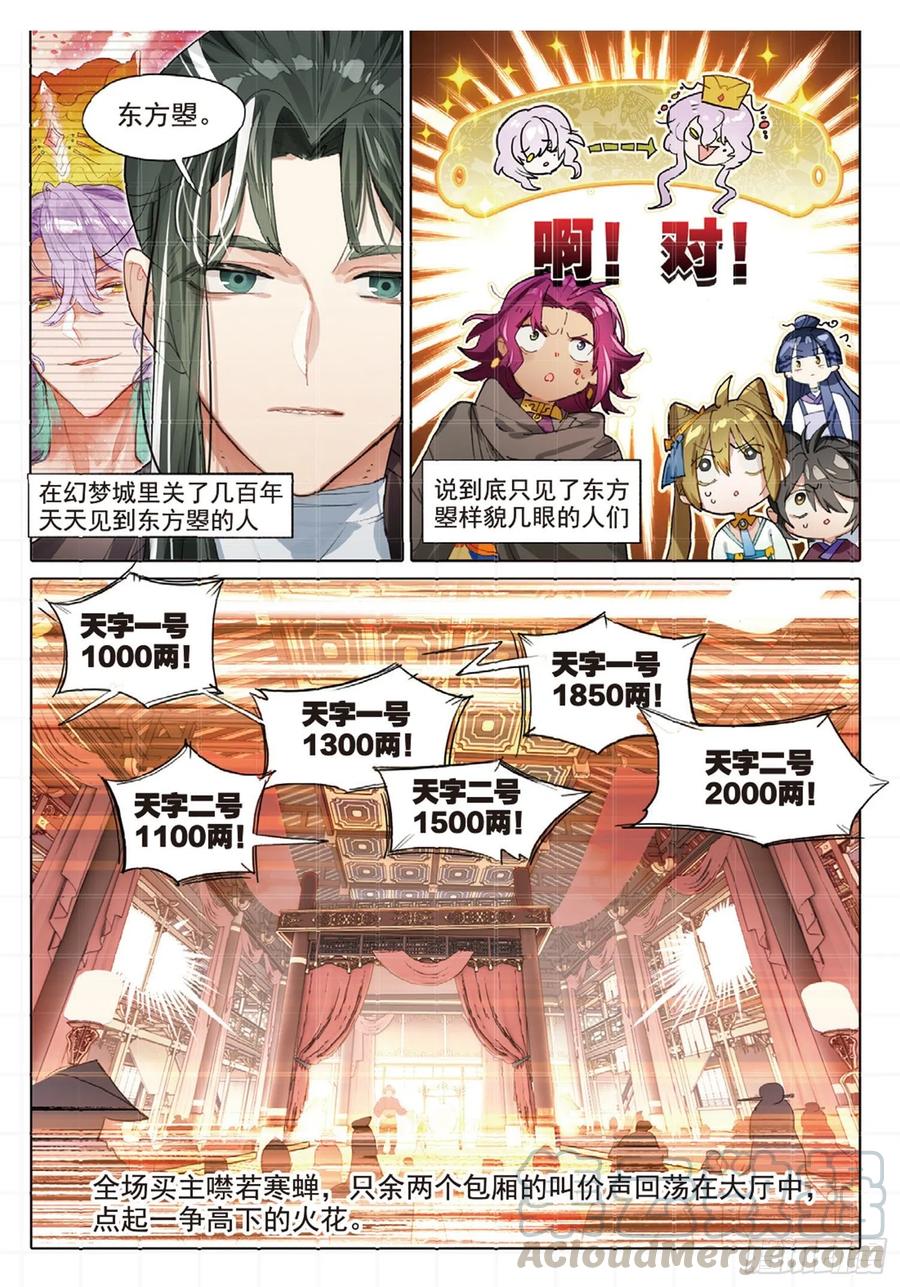 东方曌。
在幻梦城里关了几百年
天天见到东方曌的人
啊！对！
说到底只见了东方
曌样貌几眼的人们
天字一号
1000两！
天字二号
1100两！
天字一号
1300两！
天字二号
1500两！
天字一号
1850两！
天字二号
2000两！
全场买主噤若寒蝉，只余两个包厢的叫价声回荡在大厅中，
点起一争高下的火花。
AcloudMerge.com